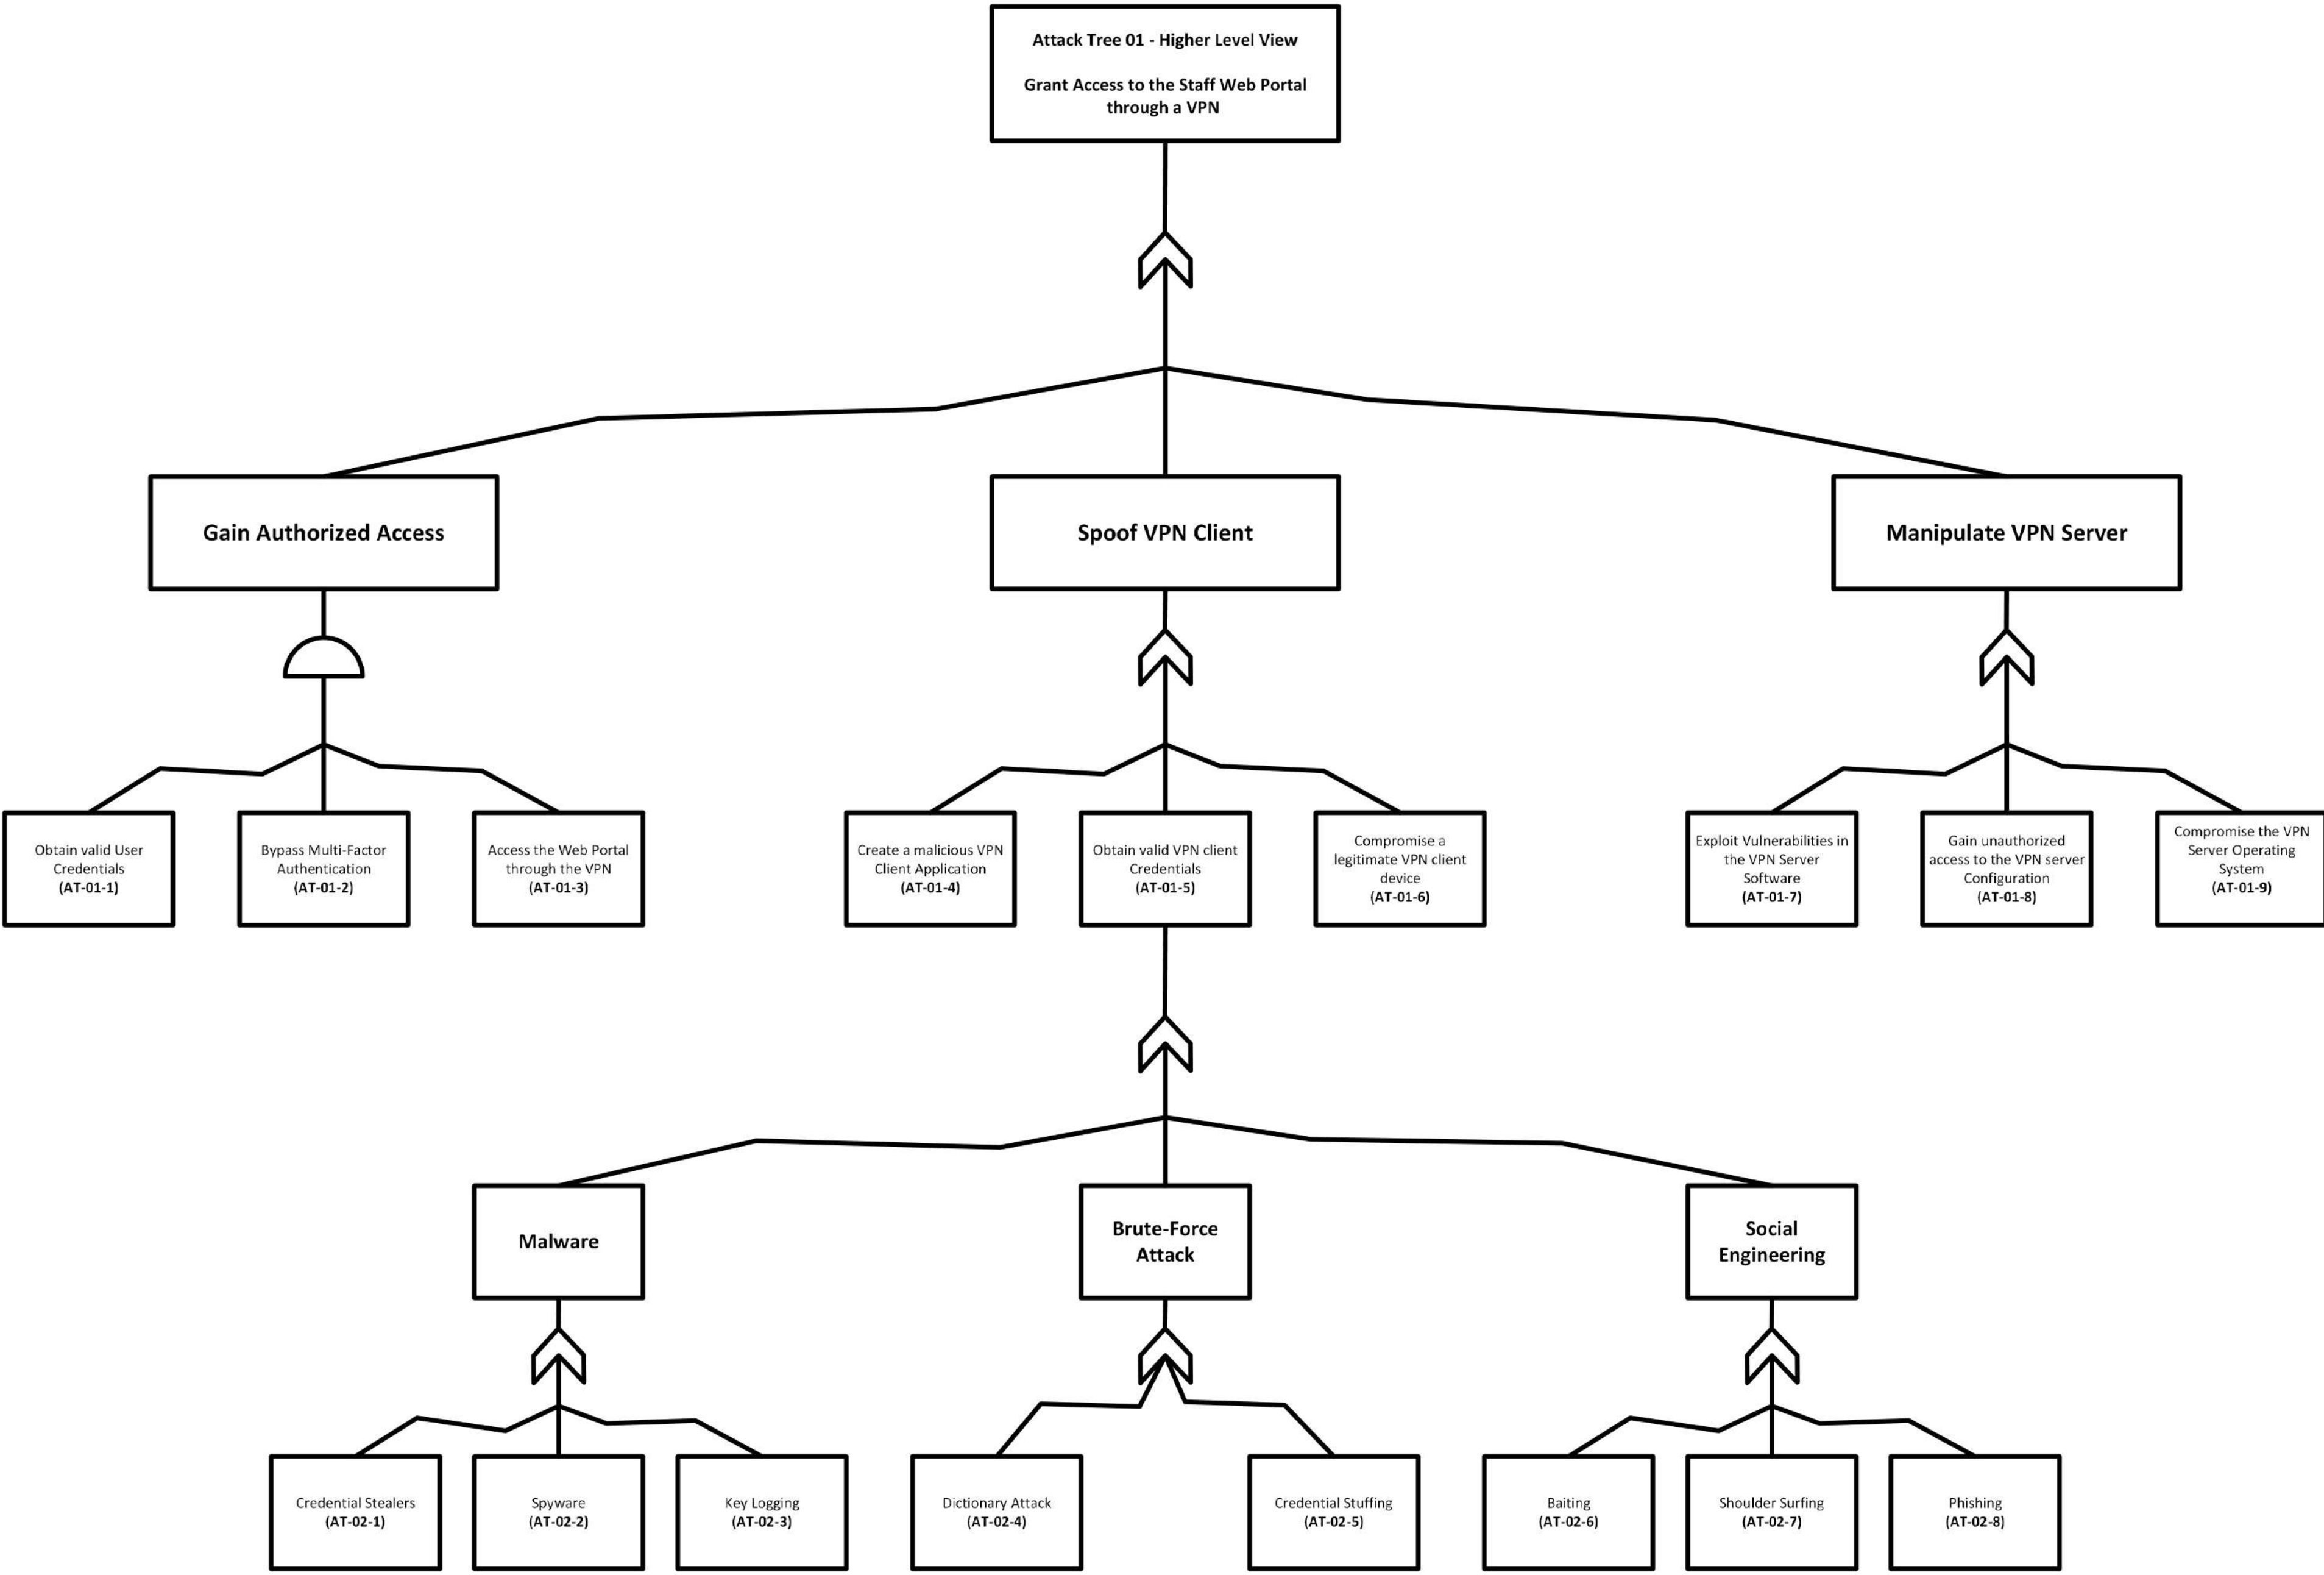 Attack Tree 01 - Higher Level View
Grant Access to the Staff Web Portal
through a VPN
Gain Authorized Access
Spoof VPN Client
Manipulate VPN Server
Obtain valid User
Credentials
(AT-01-1)
Bypass Multi-Factor
Authentication
(AT-01-2)
Access the Web Portal
through the VPN
(AT-01-3)
Create a malicious VPN
Client Application
(AT-01-4)
Obtain valid VPN client
Credentials
(AT-01-5)
Compromise a
legitimate VPN client
device
(AT-01-6)
Exploit Vulnerabilities in
the VPN Server
Software
(AT-01-7)
Gain unauthorized
access to the VPN server
Configuration
(AT-01-8)
Compromise the VPN
Server Operating
System
(AT-01-9)
Malware
Brute-Force
Attack
Social
Engineering
Credential Stealers
(AT-02-1)
Spyware
(AT-02-2)
Key Logging
(AT-02-3)
Dictionary Attack
(AT-02-4)
Credential Stuffing
(AT-02-5)
Baiting
(AT-02-6)
Shoulder Surfing
(AT-02-7)
Phishing
(AT-02-8)